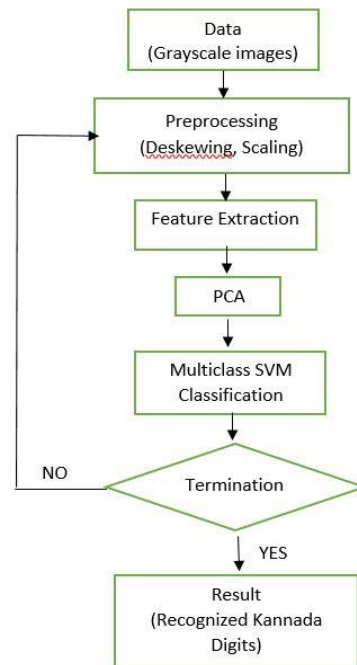 Data
(Grayscale images)
Preprocessing
(Deskewing, Scaling)
Feature Extraction
PCA
Multiclass SVM
Classification
Termination
NO
YES
Result
(Recognized Kannada
Digits)